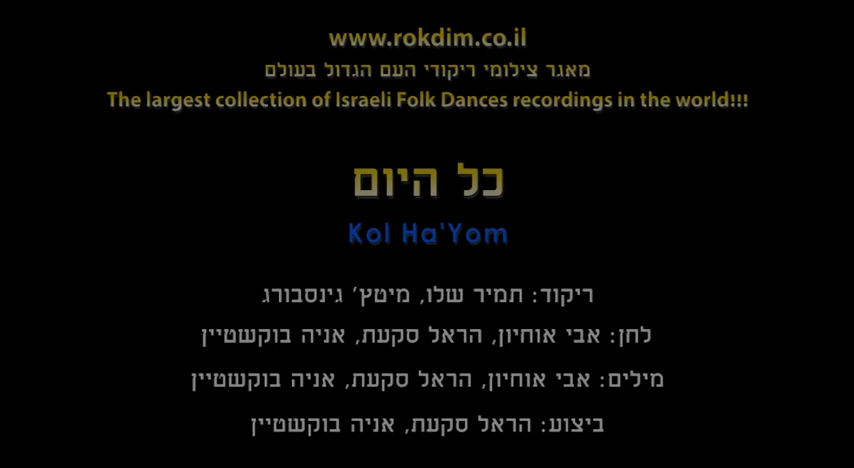 www.rokdim.co.il
מאגר צילומי ריקודי העם הגדול בעולם
The largest collection of Israeli Folk Dances recordings in the world!!!
כל היום
Kol Ha'Yom
ריקוד: תמיר שלו, מיטץ' גינסבורג
לחן: אבי אוחיון, הראל סקעת, אניה בוקשטיין
מילים: אבי אוחיון, הראל סקעת, אניה בוקשטיין
ביצוע: הראל סקעת, אניה בוקשטיין